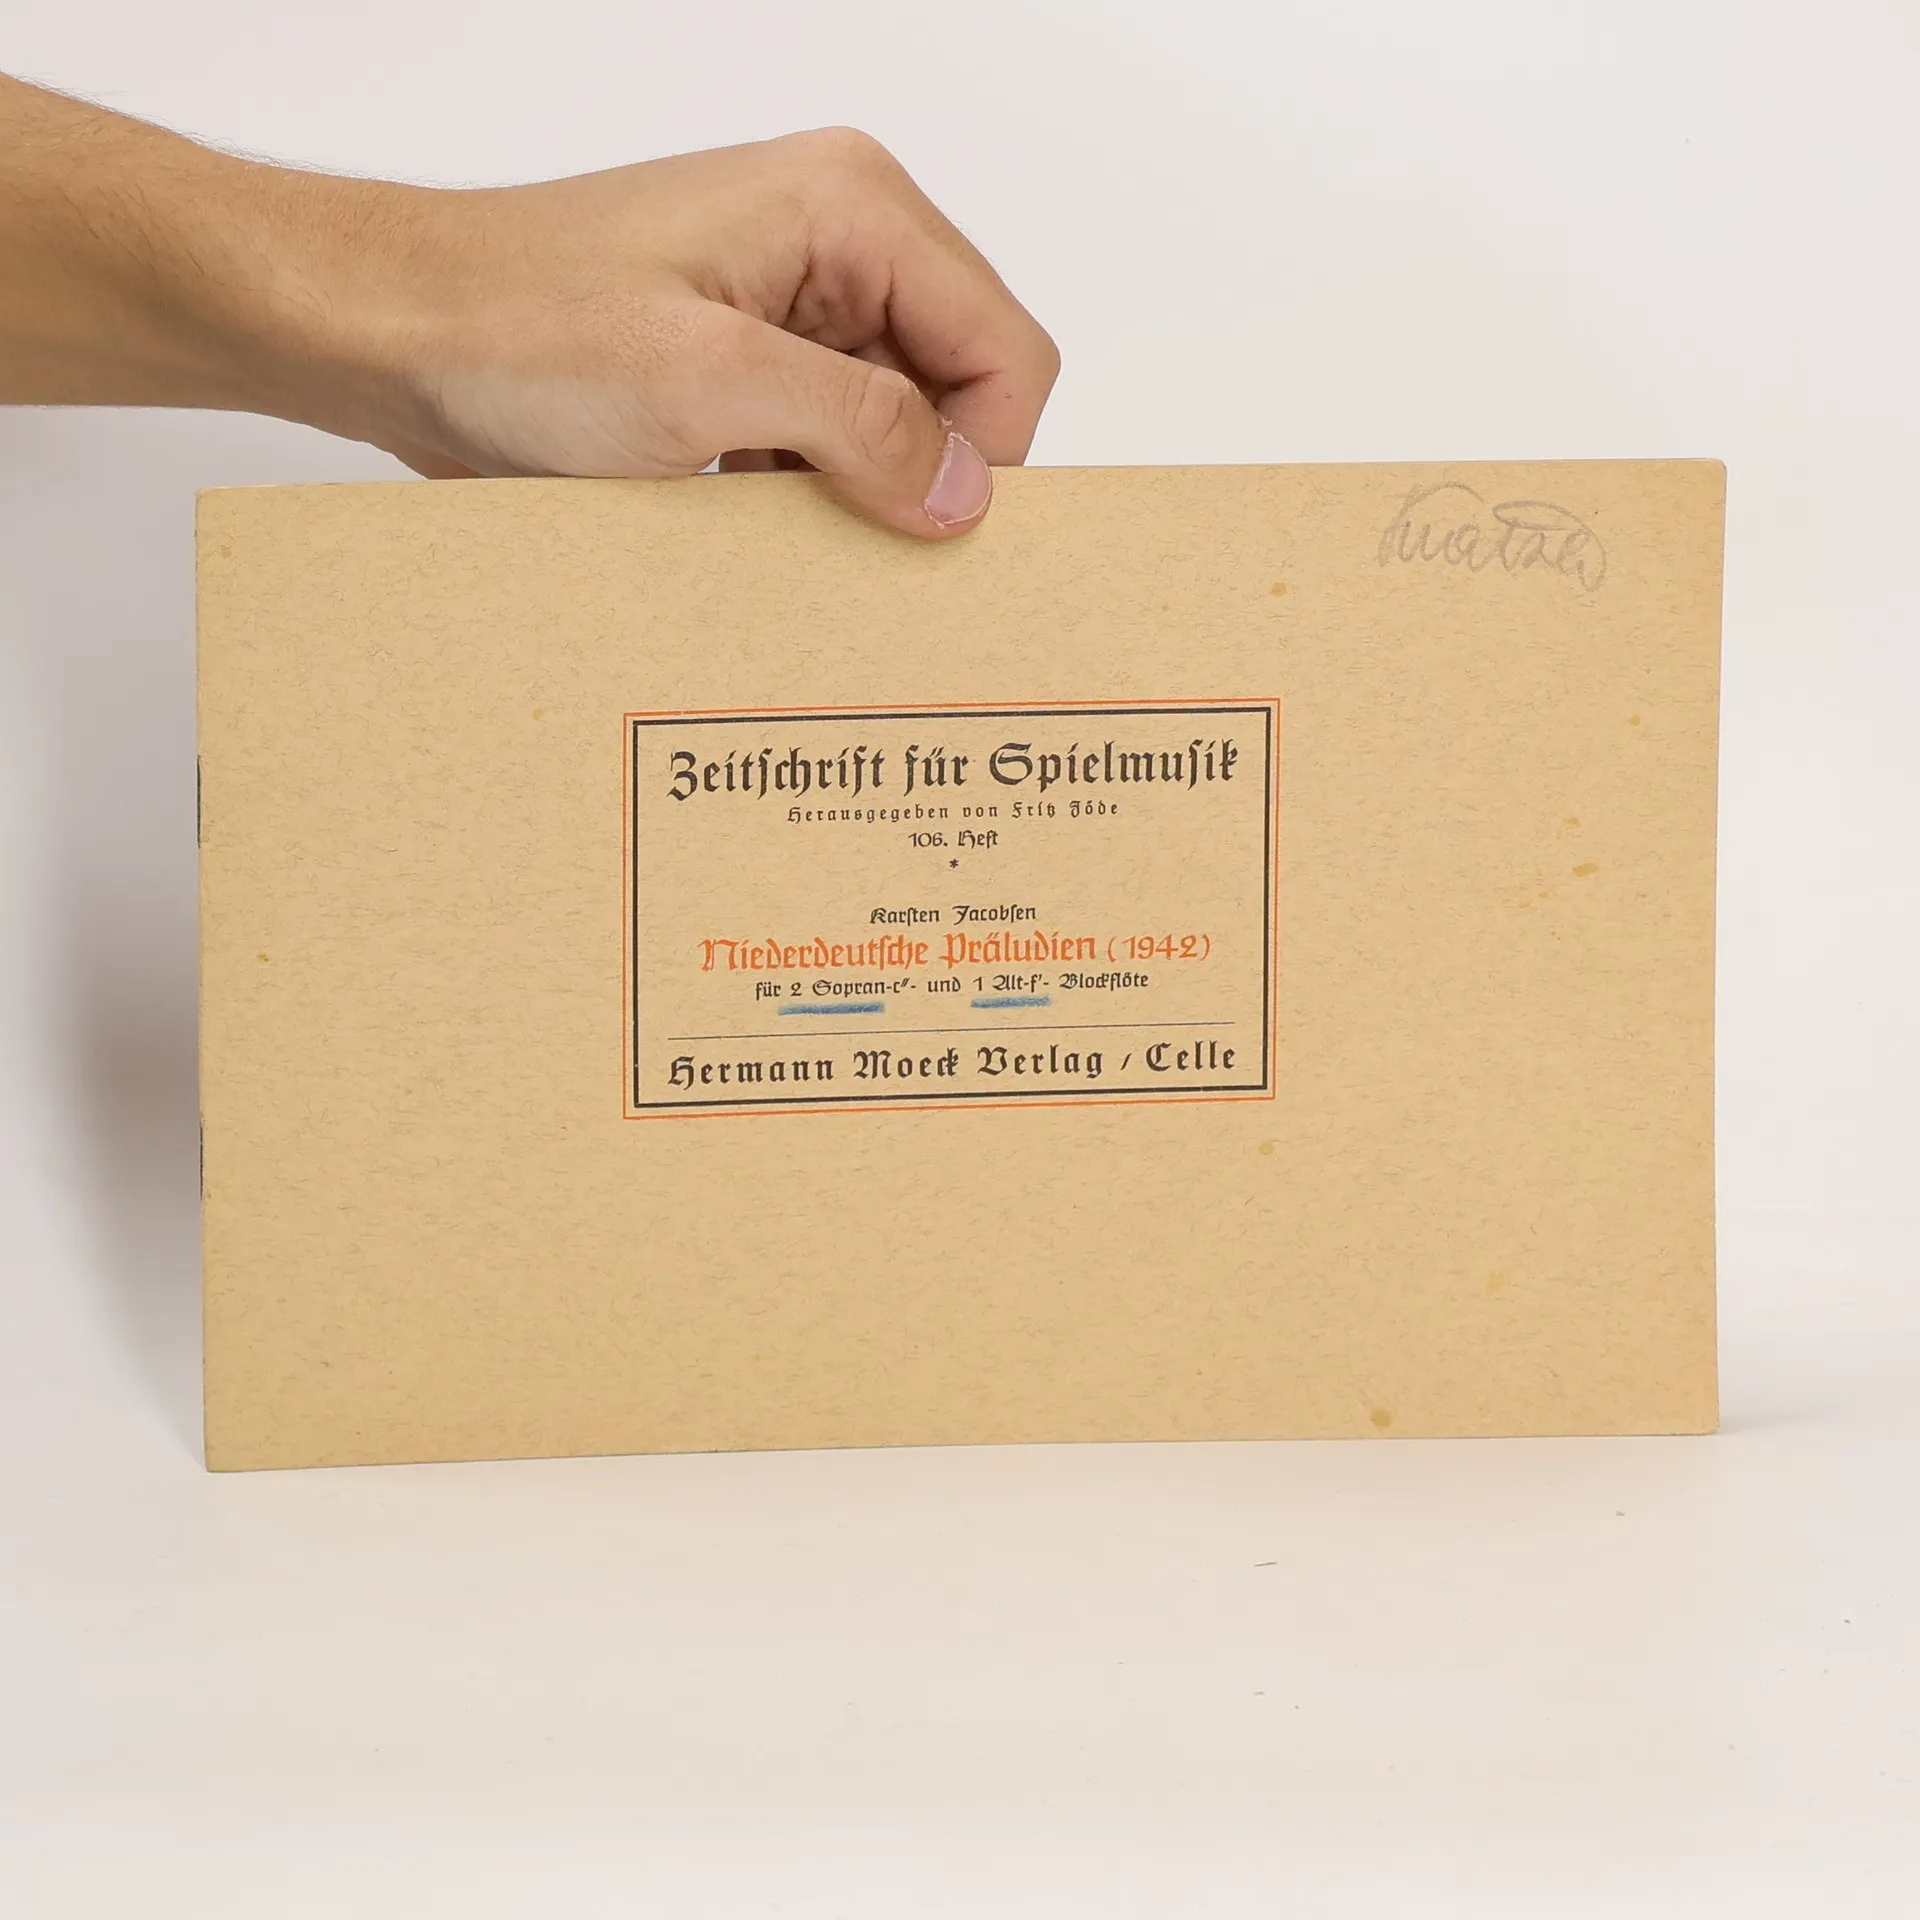 Zeitschrift für Spielmusik
Herausgegeben von Fritz Jöde
106. Heft
*
Karsten Jacobsen
Niederdeutsche Präludien (1942)
für 2 Sopran-c″- und 1 Alt-f′- Blockflöte
Hermann Moeck Verlag / Celle